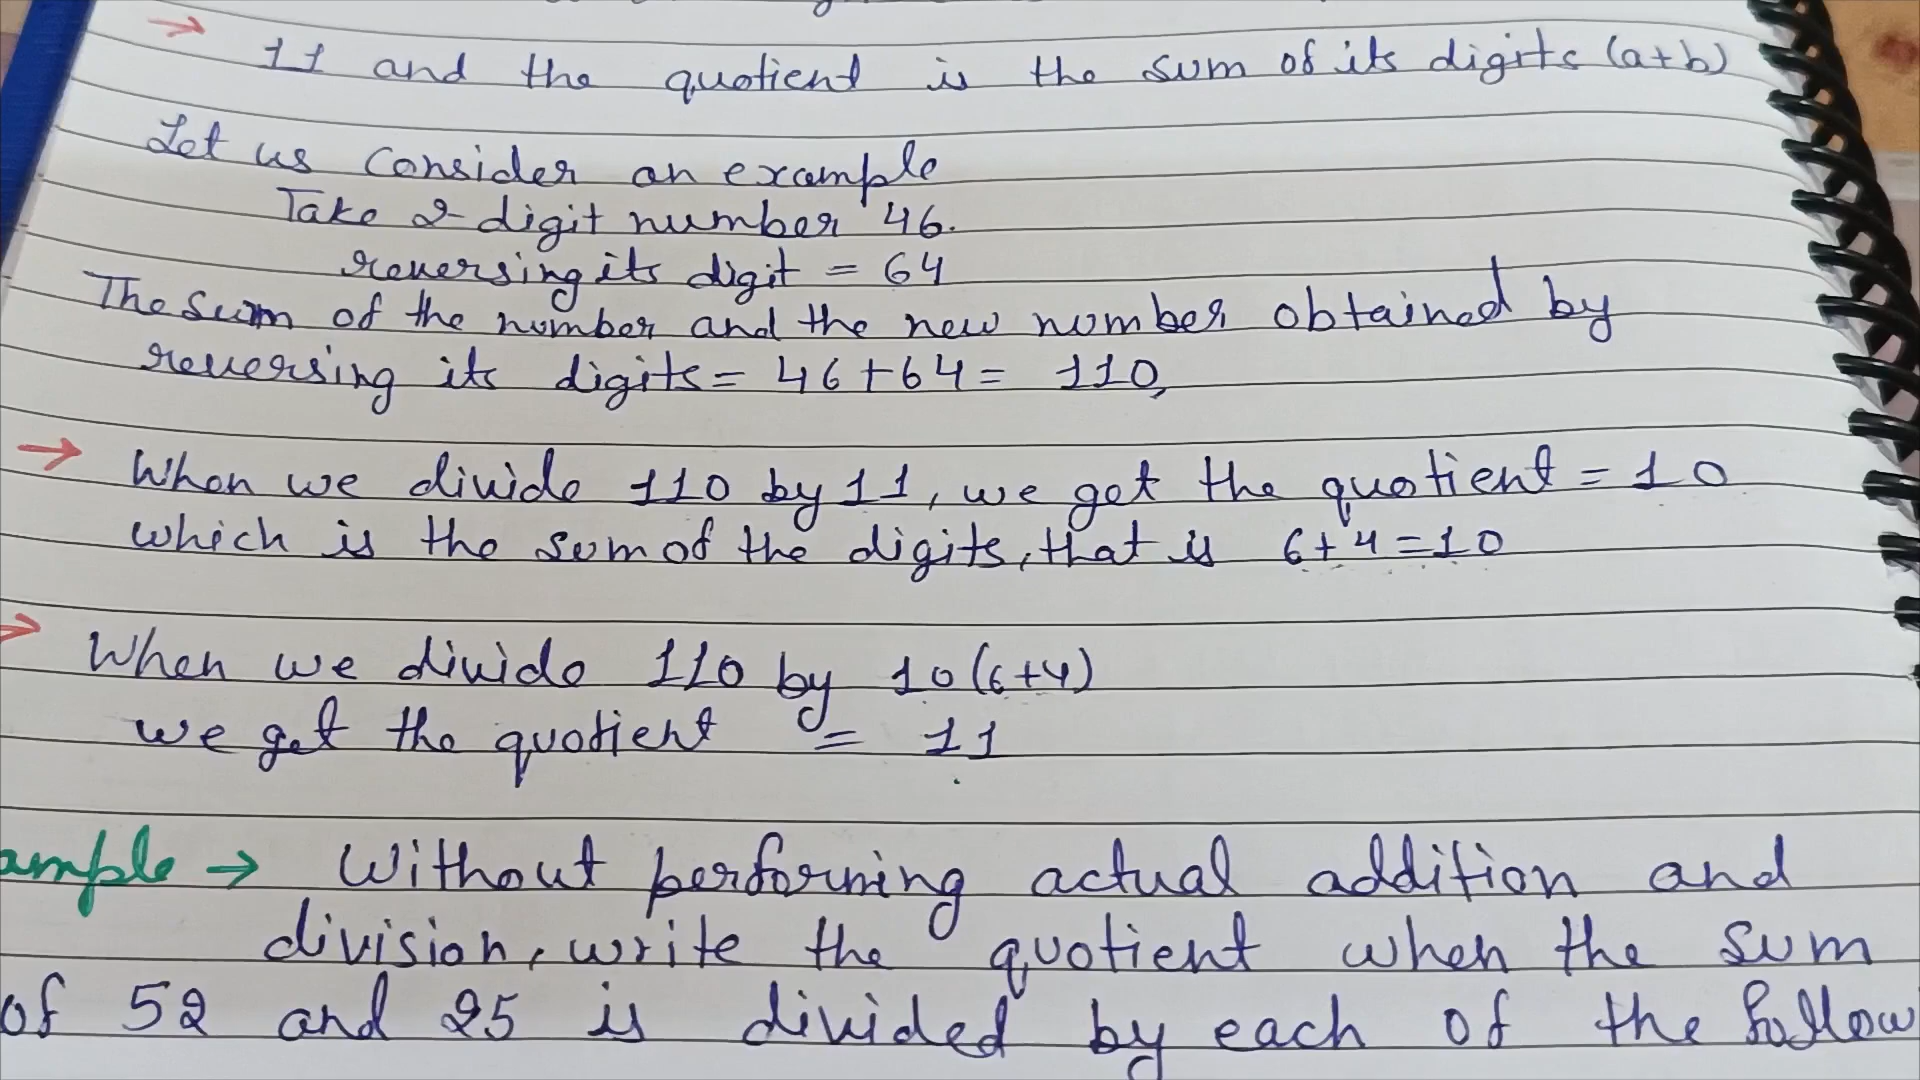 → 11 and the quotient is the sum of its digits (a+b)
Let us consider an example
Take 2-digit number 46.
reversing its digit = 64
The sum of the number and the new number obtained by
reversing its digits = 46+64 = 110,
→ When we divide 110 by 11, we get the quotient = 10
which is the sum of the digits, that is 6+4=10
→ When we divide 110 by 10(6+4)
we get the quotient = 11
ample → Without performing actual addition and
division, write the quotient when the sum
of 52 and 25 is divided by each of the follow